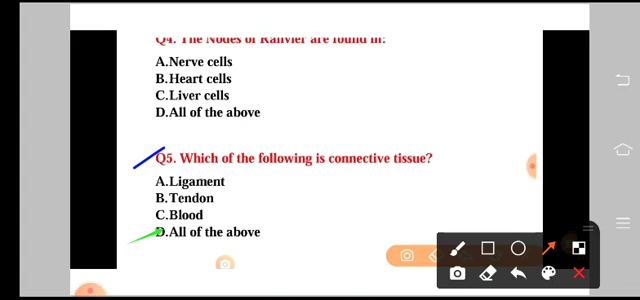 Q4. The Nodes of Ranvier are found in:
A.Nerve cells
B.Heart cells
C.Liver cells
D.All of the above
Q5. Which of the following is connective tissue?
A.Ligament
B.Tendon
C.Blood
D.All of the above